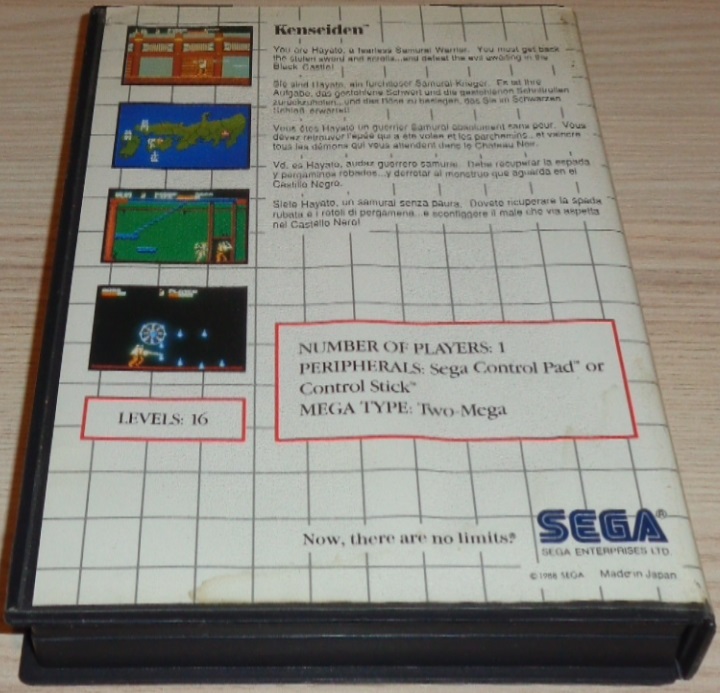 Kenseiden™
You are Hayato, a fearless Samurai Warrior. You must get back
the stolen sword and scrolls...and defeat the evil awaiting in the
Black Castle!
Sie sind Hayato, ein furchtloser Samurai Krieger. Es ist Ihre
Aufgabe, das gestohlene Schwert und die gestohlenen Schriftrollen
zurückzuholen...und das Böse zu besiegen, das Sie im Schwarzen
Schloß erwartet!
Vous êtes Hayato un guerrier Samurai absolument sans peur. Vous
devez retrouver l'épée qui a été volée et les parchemins... et vaincre
tous les démons qui vous attendent dans le Chateau Noir.
Vd. es Hayato, audaz guerrero samurai. Debe recuperar la espada
y pergaminos robados...y derrotar al monstruo que aguarda en el
Castillo Negro.
Siete Hayato, un samurai senza paura. Dovete ricuperare la spada
rubata e i rotoli di pergamena...e sconfiggere il male che via aspetta
nel Castello Nero!
NUMBER OF PLAYERS: 1
PERIPHERALS: Sega Control Pad™ or
Control Stick™
MEGA TYPE: Two-Mega
LEVELS: 16
Now, there are no limits.®
SEGA®
SEGA ENTERPRISES LTD.
©1988 SEGA Made in Japan